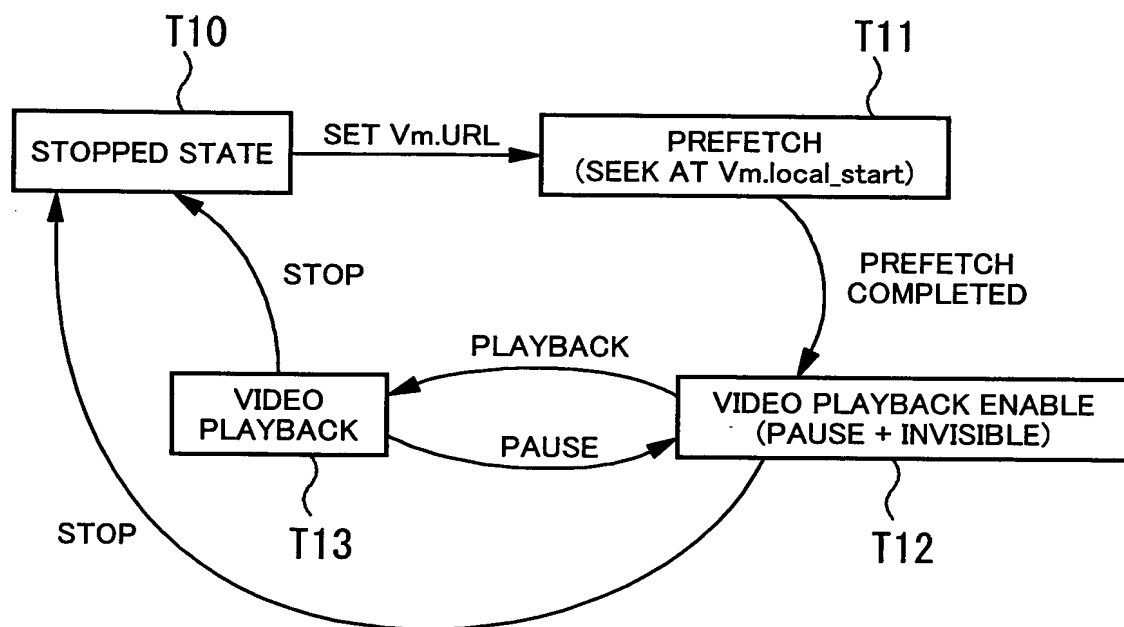 T10
T11
STOPPED STATE
SET Vm.URL
PREFETCH
(SEEK AT Vm.local_start)
STOP
PREFETCH
COMPLETED
PLAYBACK
VIDEO
PLAYBACK
VIDEO PLAYBACK ENABLE
(PAUSE + INVISIBLE)
PAUSE
STOP
T13
T12